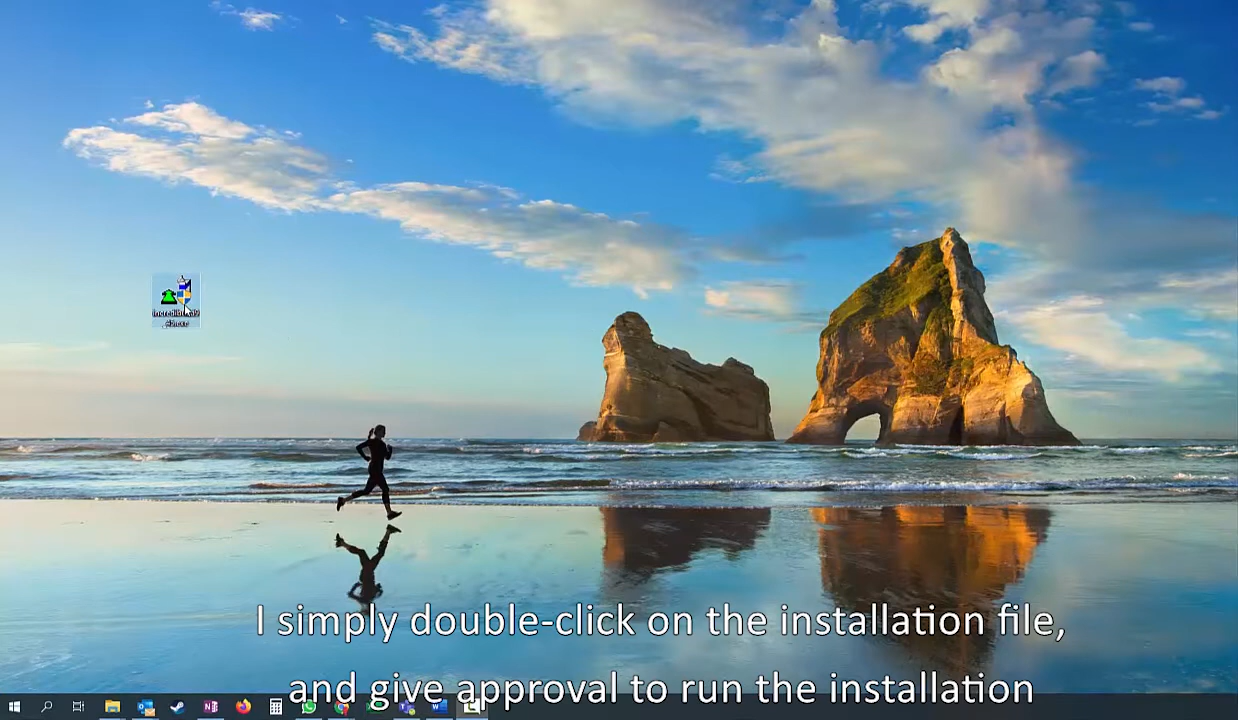 I simply double-click on the installation file,
and give approval to run the installation